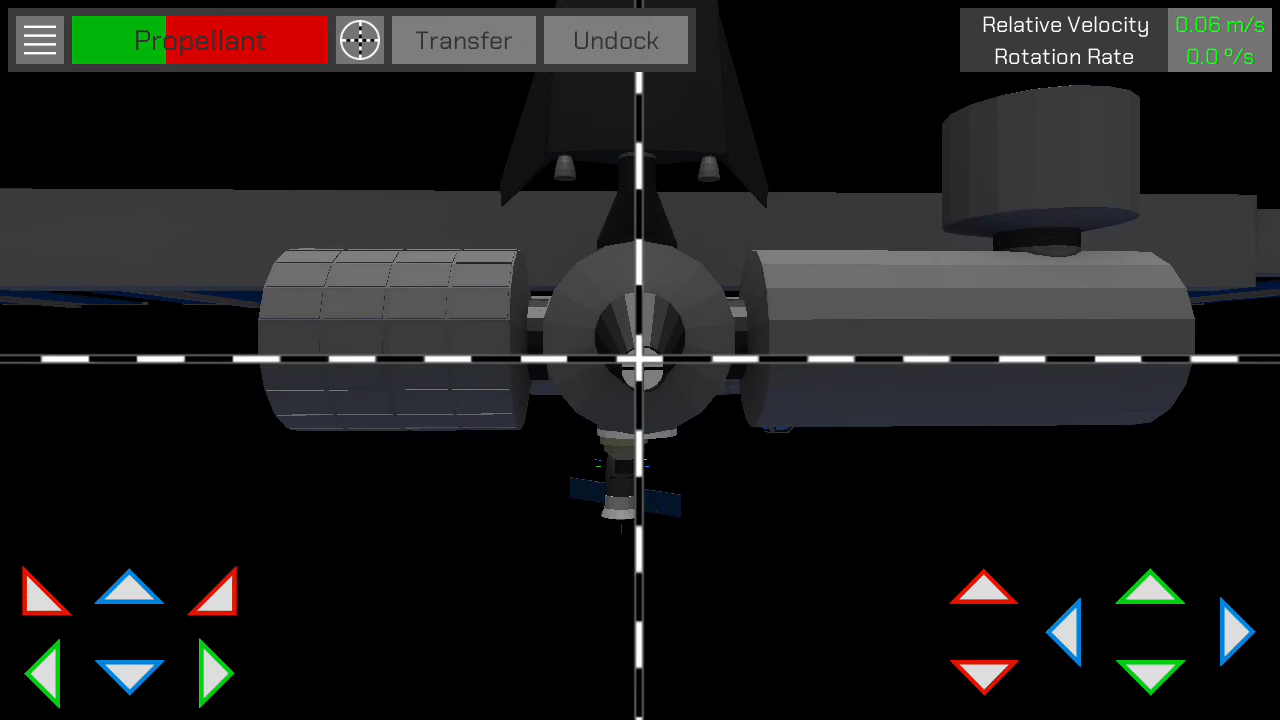 Propellant
Transfer
Undock
Relative Velocity 0.06 m/s
Rotation Rate 0.0 º/s